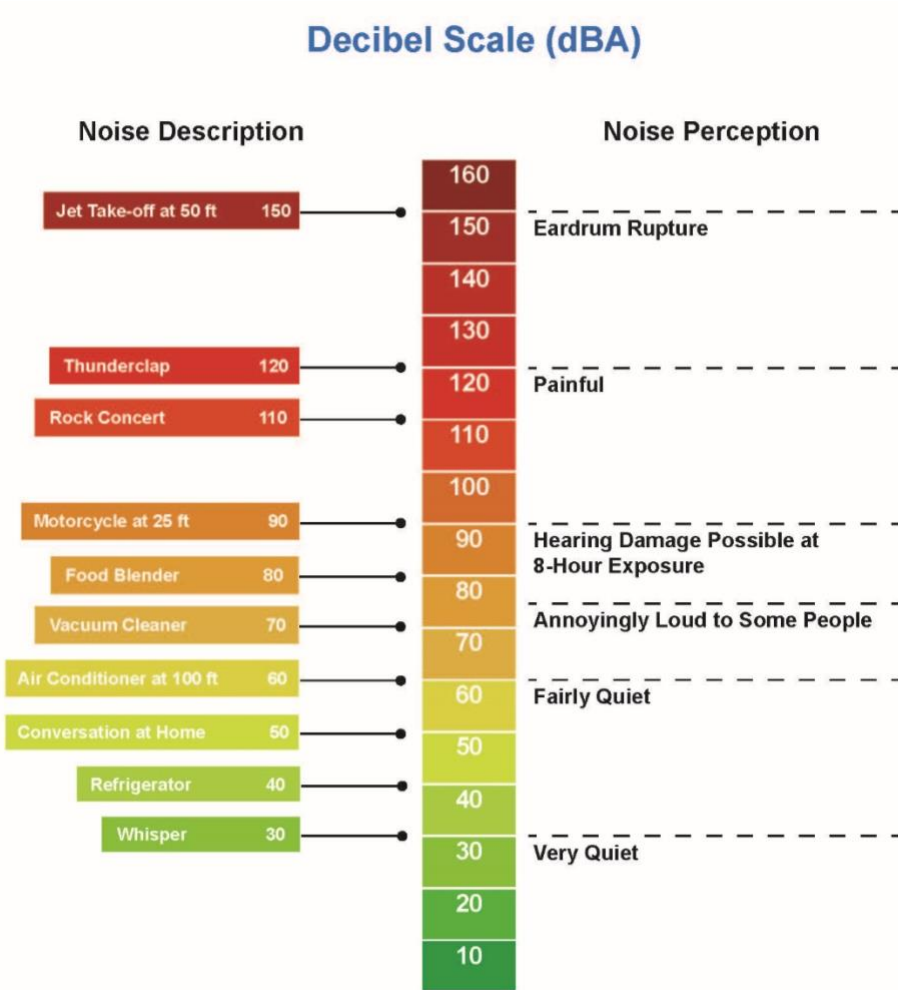 Decibel Scale (dBA)
Noise Description
Noise Perception
160
Jet Take-off at 50 ft 150
150
Eardrum Rupture
140
130
Thunderclap 120
120
Painful
Rock Concert 110
110
100
Motorcycle at 25 ft 90
90
Hearing Damage Possible at
8-Hour Exposure
Food Blender 80
80
Annoyingly Loud to Some People
Vacuum Cleaner 70
70
Air Conditioner at 100 ft 60
60
Fairly Quiet
Conversation at Home 50
50
Refrigerator 40
40
Whisper 30
30
Very Quiet
20
10